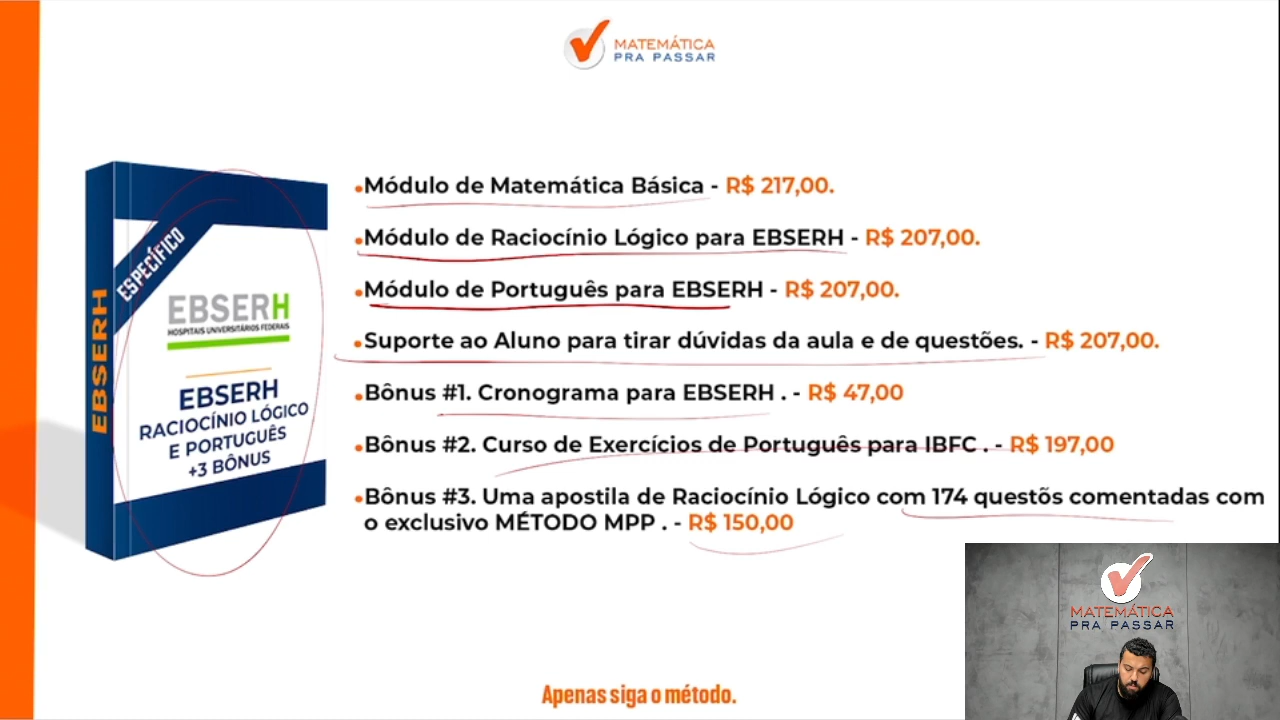 MATEMÁTICA
PRA PASSAR
•Módulo de Matemática Básica - R$ 217,00.
•Módulo de Raciocínio Lógico para EBSERH - R$ 207,00.
•Módulo de Português para EBSERH - R$ 207,00.
•Suporte ao Aluno para tirar dúvidas da aula e de questões. - R$ 207,00.
•Bônus #1. Cronograma para EBSERH . - R$ 47,00
•Bônus #2. Curso de Exercícios de Português para IBFC . - R$ 197,00
•Bônus #3. Uma apostila de Raciocínio Lógico com 174 questõs comentadas com
o exclusivo MÉTODO MPP . - R$ 150,00
ESPECÍFICO
EBSERH
EBSERH
HOSPITAIS UNIVERSITÁRIOS FEDERAIS
EBSERH
RACIOCÍNIO LÓGICO
E PORTUGUÊS
+3 BÔNUS
MATEMÁTICA
PRA PASSAR
Apenas siga o método.